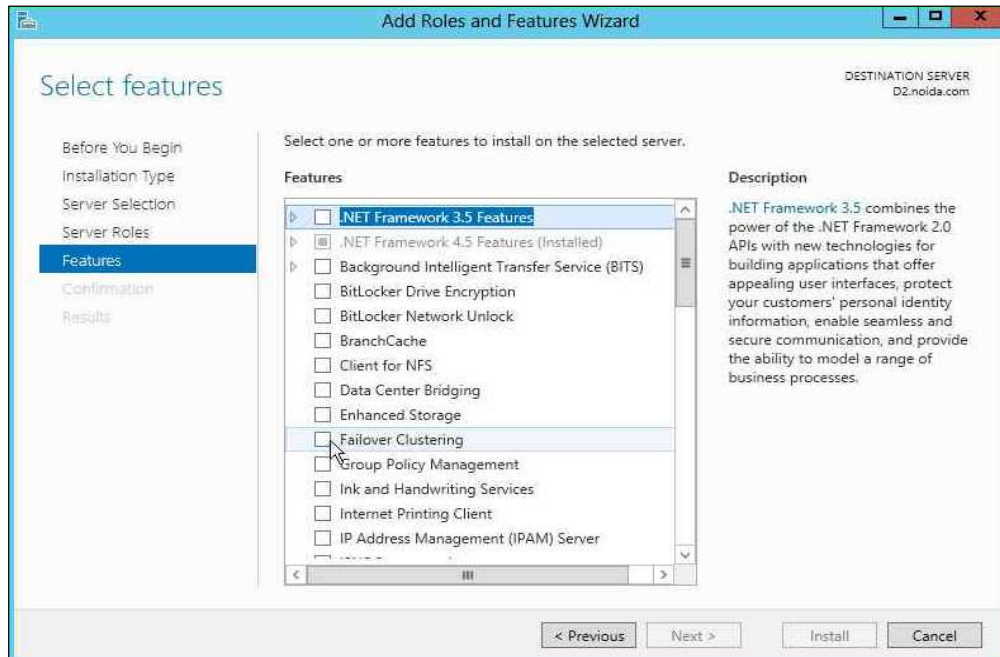 Add Roles and Features Wizard
Select features
DESTINATION SERVER
D2.noida.com
Before You Begin
Installation Type
Server Selection
Server Roles
Features
Confirmation
Results
Select one or more features to install on the selected server.
Features
.NET Framework 3.5 Features
.NET Framework 4.5 Features (Installed)
Background Intelligent Transfer Service (BITS)
BitLocker Drive Encryption
BitLocker Network Unlock
BranchCache
Client for NFS
Data Center Bridging
Enhanced Storage
Failover Clustering
Group Policy Management
Ink and Handwriting Services
Internet Printing Client
IP Address Management (IPAM) Server
Description
.NET Framework 3.5 combines the
power of the .NET Framework 2.0
APIs with new technologies for
building applications that offer
appealing user interfaces, protect
your customers' personal identity
information, enable seamless and
secure communication, and provide
the ability to model a range of
business processes.
< Previous
Next >
Install
Cancel